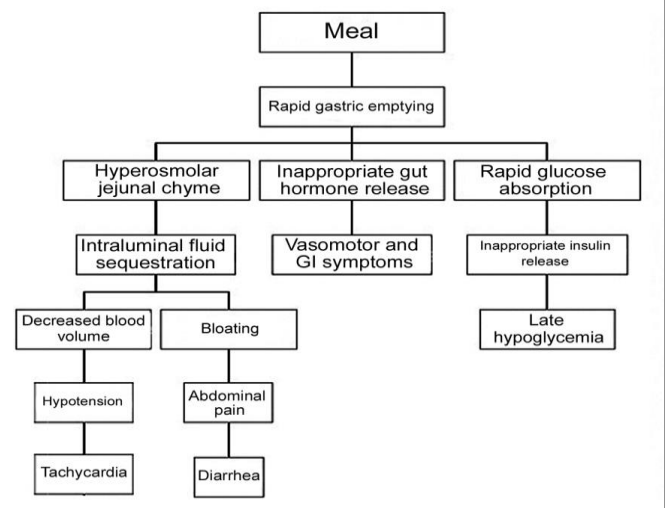 Meal
Rapid gastric emptying
Hyperosmolar
jejunal chyme
Inappropriate gut
hormone release
Rapid glucose
absorption
Intraluminal fluid
sequestration
Vasomotor and
GI symptoms
Inappropriate insulin
release
Decreased blood
volume
Bloating
Late
hypoglycemia
Hypotension
Abdominal
pain
Tachycardia
Diarrhea